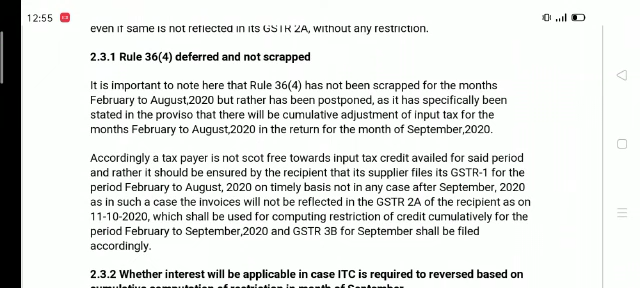 12:55
even if same is not reflected in its GSTR 2A, without any restriction.
2.3.1 Rule 36(4) deferred and not scrapped
It is important to note here that Rule 36(4) has not been scrapped for the months
February to August,2020 but rather has been postponed, as it has specifically been
stated in the proviso that there will be cumulative adjustment of input tax for the
months February to August,2020 in the return for the month of September,2020.
Accordingly a tax payer is not scot free towards input tax credit availed for said period
and rather it should be ensured by the recipient that its supplier files its GSTR-1 for the
period February to August, 2020 on timely basis not in any case after September, 2020
as in such a case the invoices will not be reflected in the GSTR 2A of the recipient as on
11-10-2020, which shall be used for computing restriction of credit cumulatively for the
period February to September,2020 and GSTR 3B for September shall be filed
accordingly.
2.3.2 Whether interest will be applicable in case ITC is required to reversed based on
cumulative computation of restriction in month of September